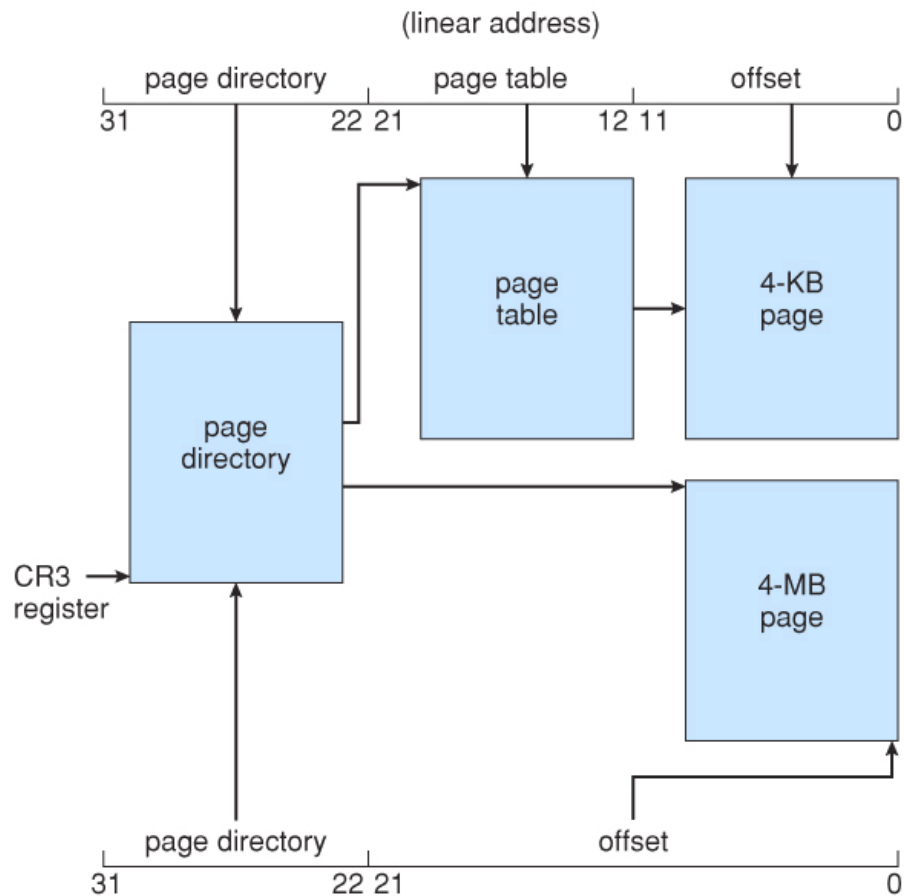 (linear address)
page directory
page table
offset
31
22 21
12 11
0
page
table
4-KB
page
page
directory
CR3
register
4-MB
page
page directory
offset
31
22 21
0